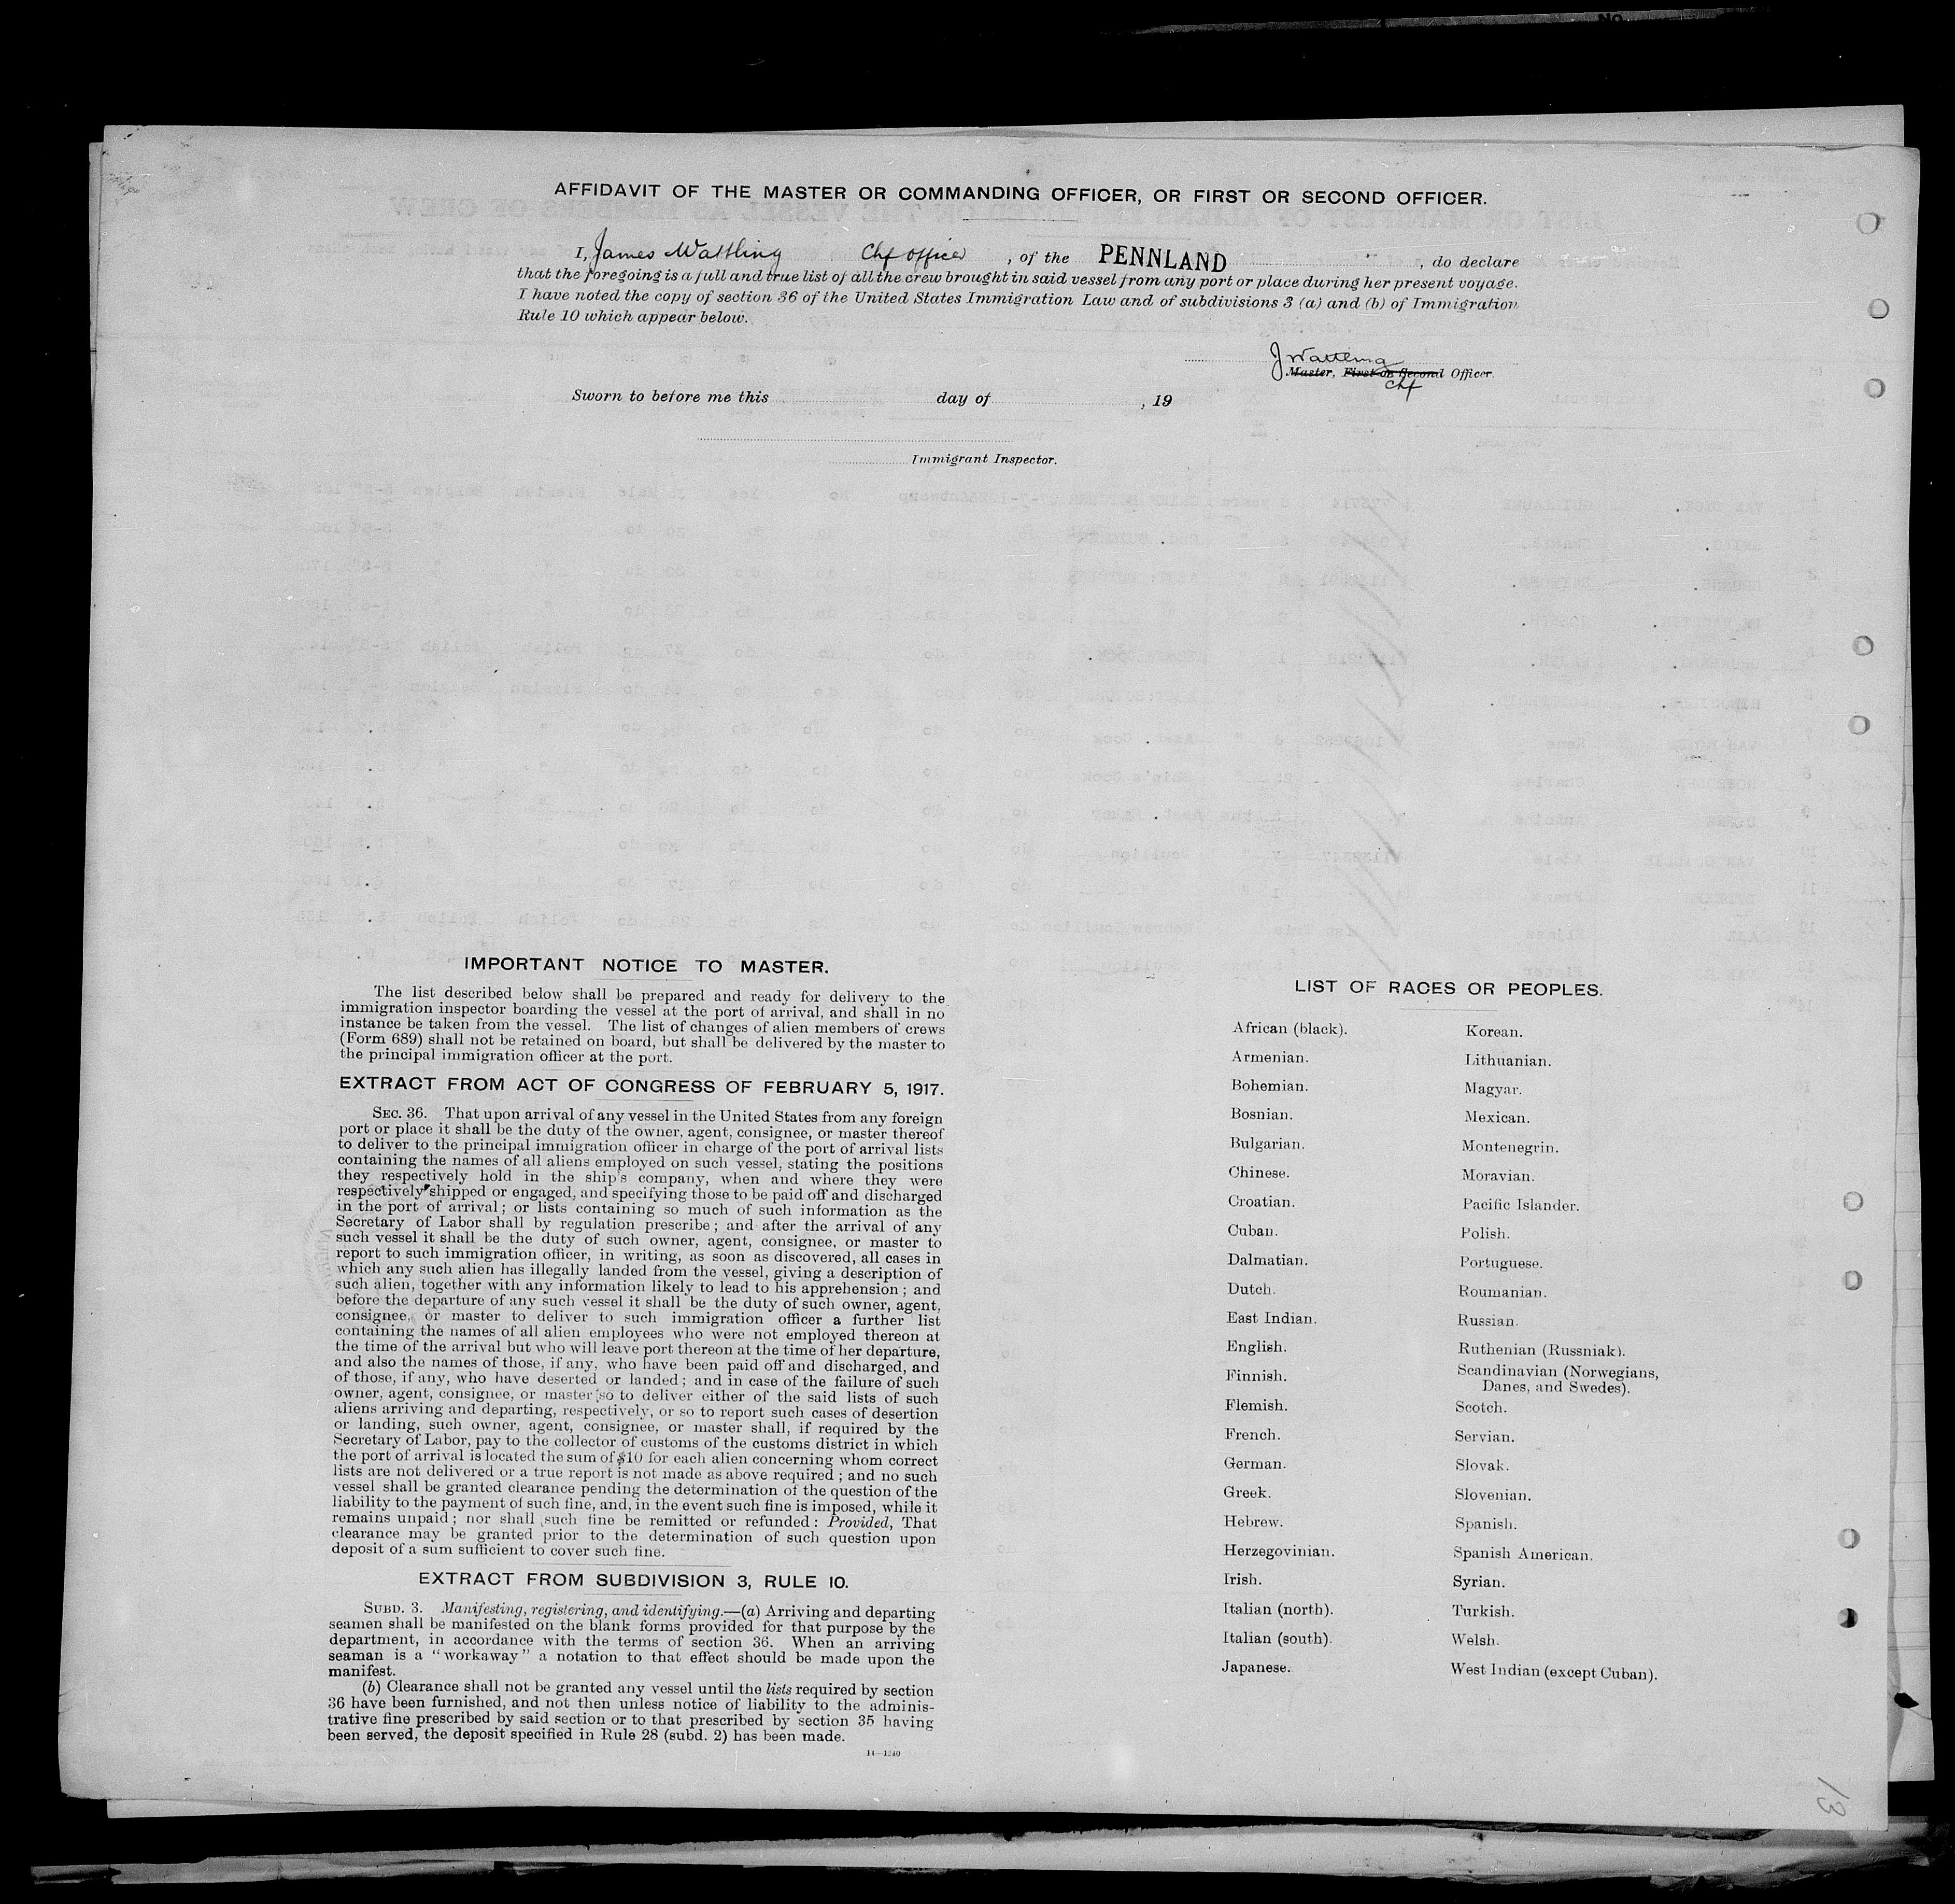 AFFIDAVIT OF THE MASTER OR COMMANDING OFFICER, OR FIRST OR SECOND OFFICER.
I, James Wattling Chf officer, of the PENNLAND, do declare
that the foregoing is a full and true list of all the crew brought in said vessel from any port or place during her present voyage.
I have noted the copy of section 36 of the United States Immigration Law and of subdivisions 3 (a) and (b) of Immigration
Rule 10 which appear below.
J Wattling
Master, First or Second Officer.
Chf
Sworn to before me this day of , 19
Immigrant Inspector.
IMPORTANT NOTICE TO MASTER.
The list described below shall be prepared and ready for delivery to the
immigration inspector boarding the vessel at the port of arrival, and shall in no
instance be taken from the vessel. The list of changes of alien members of crews
(Form 689) shall not be retained on board, but shall be delivered by the master to
the principal immigration officer at the port.
EXTRACT FROM ACT OF CONGRESS OF FEBRUARY 5, 1917.
SEC. 36. That upon arrival of any vessel in the United States from any foreign
port or place it shall be the duty of the owner, agent, consignee, or master thereof
to deliver to the principal immigration officer in charge of the port of arrival lists
containing the names of all aliens employed on such vessel, stating the positions
they respectively hold in the ship's company, when and where they were
respectively shipped or engaged, and specifying those to be paid off and discharged
in the port of arrival; or lists containing so much of such information as the
Secretary of Labor shall by regulation prescribe; and after the arrival of any
such vessel it shall be the duty of such owner, agent, consignee, or master to
report to such immigration officer, in writing, as soon as discovered, all cases in
which any such alien has illegally landed from the vessel, giving a description of
such alien, together with any information likely to lead to his apprehension; and
before the departure of any such vessel it shall be the duty of such owner, agent,
consignee, or master to deliver to such immigration officer a further list
containing the names of all alien employees who were not employed thereon at
the time of the arrival but who will leave port thereon at the time of her departure,
and also the names of those, if any, who have been paid off and discharged, and
of those, if any, who have deserted or landed; and in case of the failure of such
owner, agent, consignee, or master so to deliver either of the said lists of such
aliens arriving and departing, respectively, or so to report such cases of desertion
or landing, such owner, agent, consignee, or master shall, if required by the
Secretary of Labor, pay to the collector of customs of the customs district in which
the port of arrival is located the sum of $10 for each alien concerning whom correct
lists are not delivered or a true report is not made as above required; and no such
vessel shall be granted clearance pending the determination of the question of the
liability to the payment of such fine, and, in the event such fine is imposed, while it
remains unpaid; nor shall such fine be remitted or refunded: Provided, That
clearance may be granted prior to the determination of such question upon
deposit of a sum sufficient to cover such fine.
EXTRACT FROM SUBDIVISION 3, RULE 10.
SUBD. 3. Manifesting, registering, and identifying.—(a) Arriving and departing
seamen shall be manifested on the blank forms provided for that purpose by the
department, in accordance with the terms of section 36. When an arriving
seaman is a "workaway" a notation to that effect should be made upon the
manifest.
(b) Clearance shall not be granted any vessel until the lists required by section
36 have been furnished, and not then unless notice of liability to the adminis-
trative fine prescribed by said section or to that prescribed by section 35 having
been served, the deposit specified in Rule 28 (subd. 2) has been made.
14—1240
LIST OF RACES OR PEOPLES.
African (black).
Armenian.
Bohemian.
Bosnian.
Bulgarian.
Chinese.
Croatian.
Cuban.
Dalmatian.
Dutch.
East Indian.
English.
Finnish.
Flemish.
French.
German.
Greek.
Hebrew.
Herzegovinian.
Irish.
Italian (north).
Italian (south).
Japanese.
Korean.
Lithuanian.
Magyar.
Mexican.
Montenegrin.
Moravian.
Pacific Islander.
Polish.
Portuguese.
Roumanian.
Russian.
Ruthenian (Russniak).
Scandinavian (Norwegians,
Danes, and Swedes).
Scotch.
Servian.
Slovak.
Slovenian.
Spanish.
Spanish American.
Syrian.
Turkish.
Welsh.
West Indian (except Cuban).
13